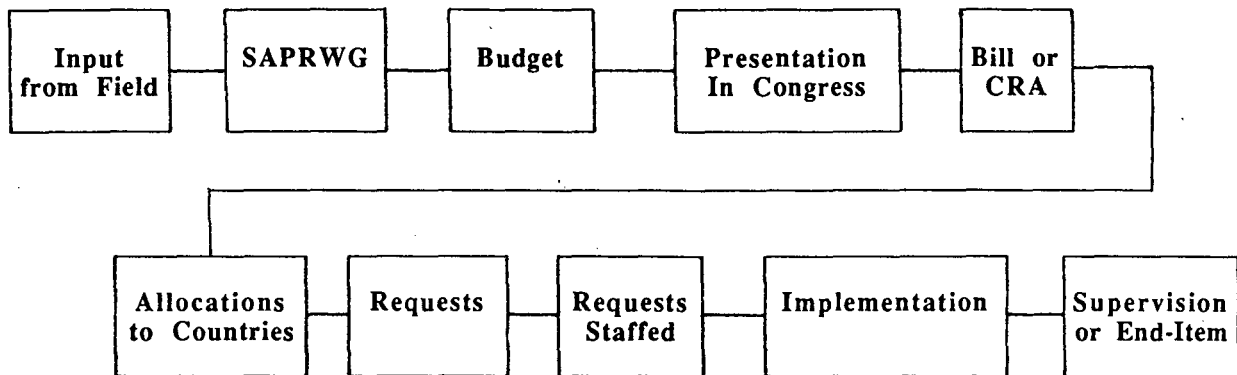 Input
from Field
SAPRWG
Budget
Presentation
In Congress
Bill or
CRA
Allocations
to Countries
Requests
Requests
Staffed
Implementation
Supervision
or End-Item